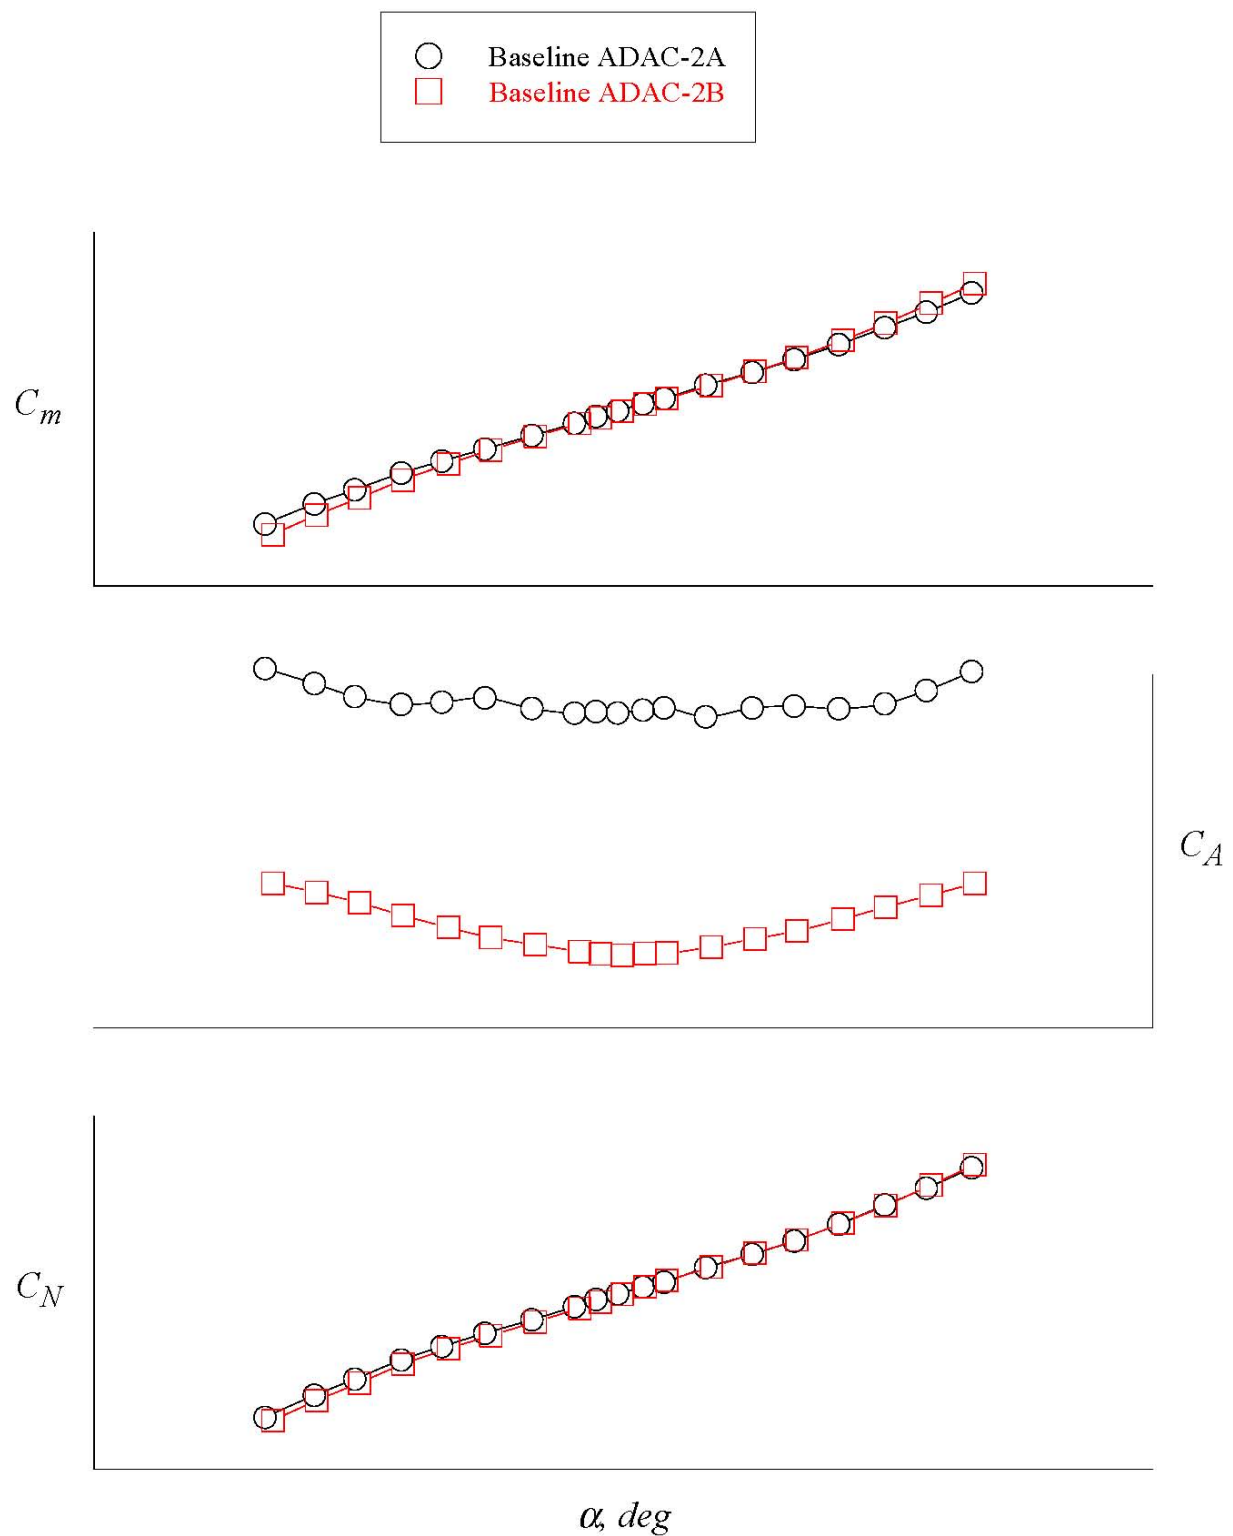 Baseline ADAC-2A
Baseline ADAC-2B
Cm
CA
CN
α, deg